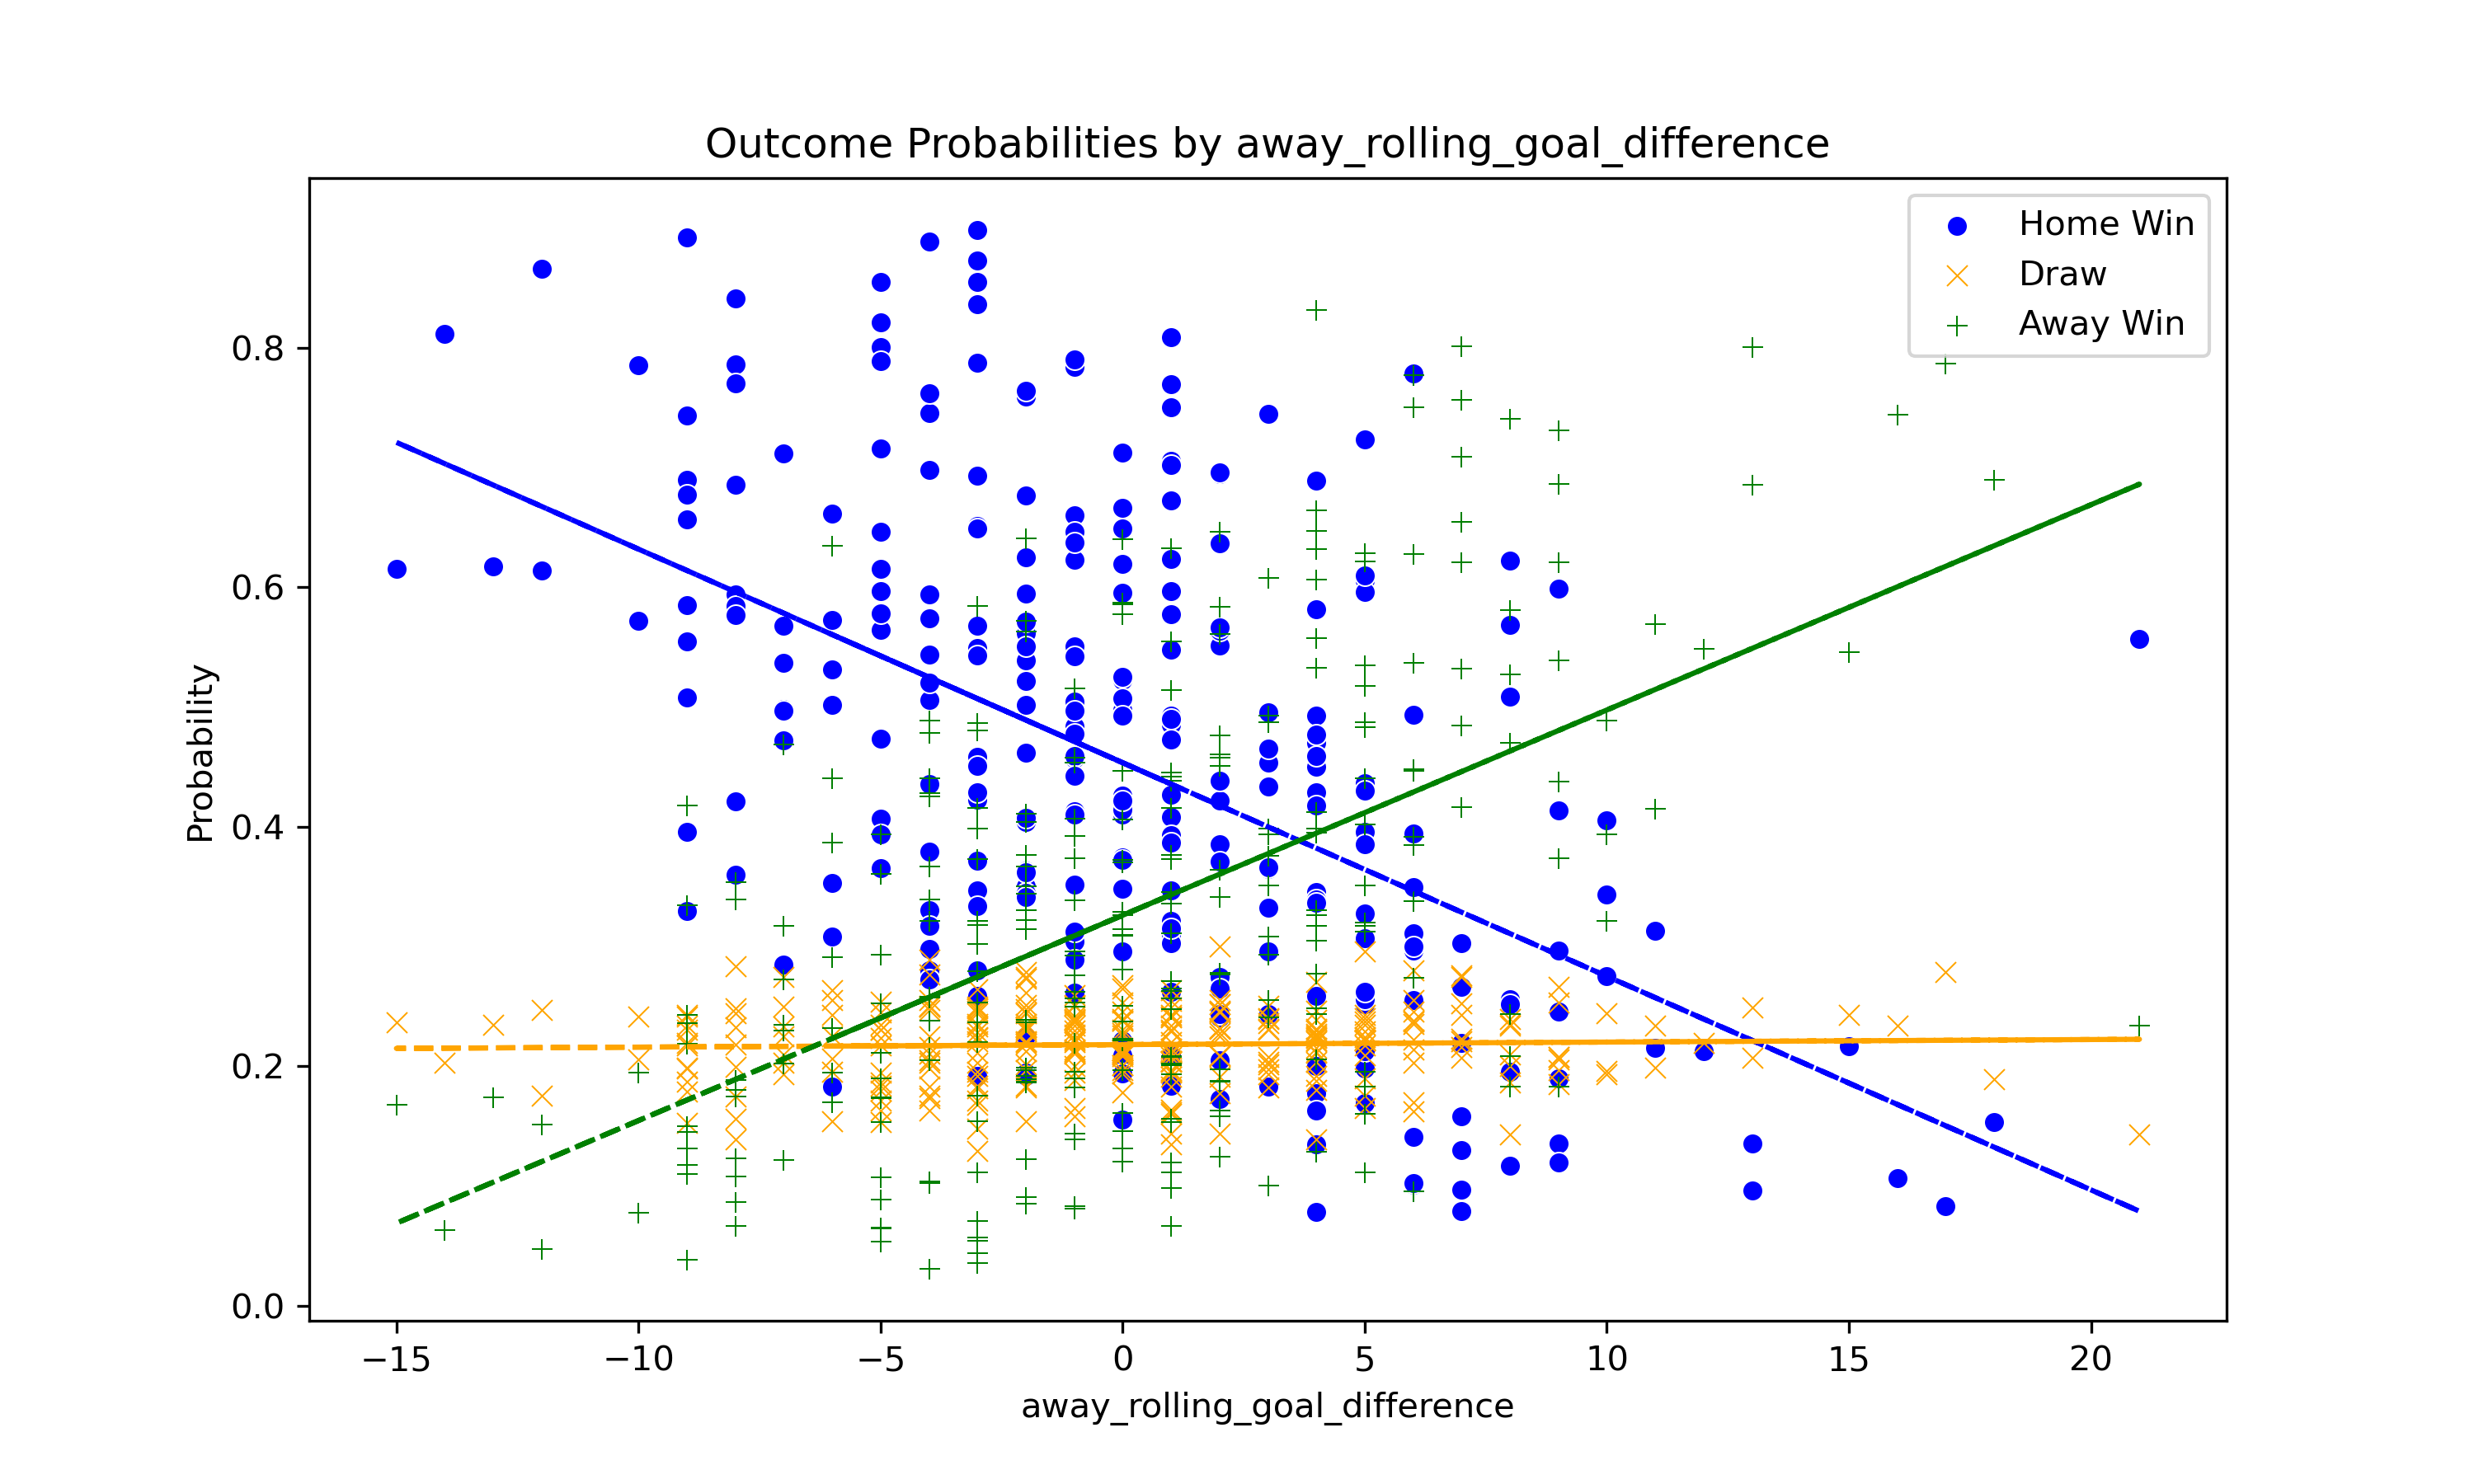 Outcome Probabilities by away_rolling_goal_difference
Home Win
Draw
Away Win
Probability
0.8
0.6
0.4
0.2
0.0
−15
−10
−5
0
5
10
15
20
away_rolling_goal_difference